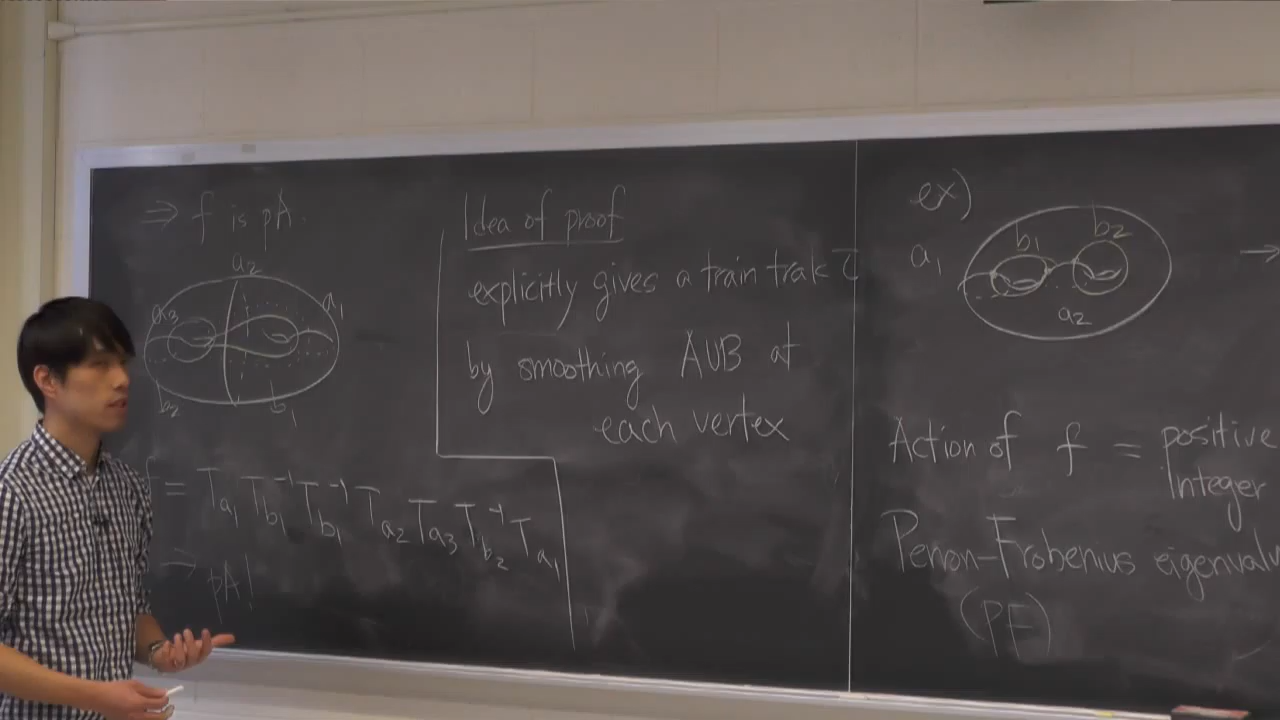 ⇒ f is pA.
a2
a3
a1
b2
b1
f = Ta1 Tb1^-1 Tb1^-1 Ta2 Ta3 Tb2^-1 Ta1
⇒ pA!
Idea of proof
explicitly gives a train trak τ
by smoothing A∪B at
each vertex
ex)
b1
b2
a1
a2
→
Action of f = positive
Integer
Perron-Frobenius eigenvalu
(PF)